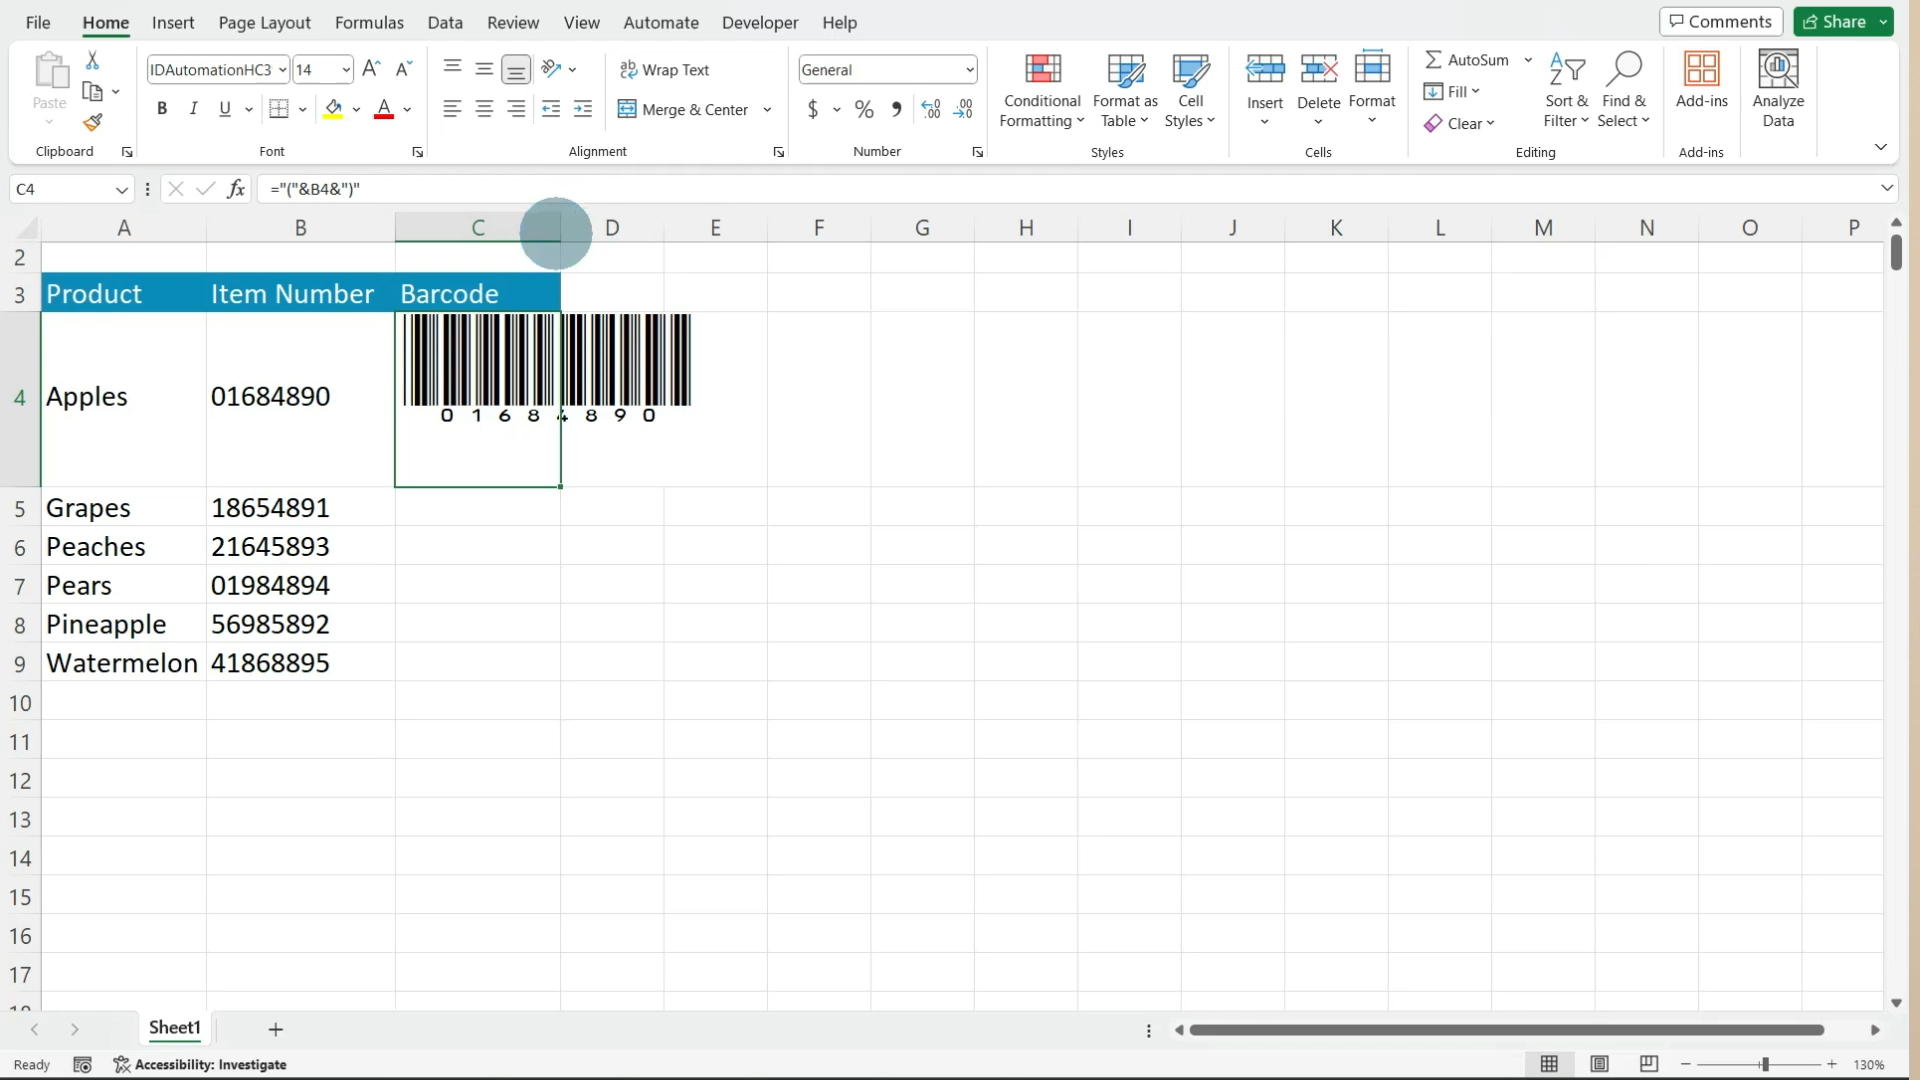 File Home Insert Page Layout Formulas Data Review View Automate Developer Help Comments Share
IDAutomationHC3 14 Wrap Text General AutoSum
Paste Conditional Format as Cell Insert Delete Format Fill Sort & Find & Add-ins Analyze
B I U A Merge & Center $ % Formatting Table Styles Clear Filter Select Data
Clipboard Font Alignment Number Styles Cells Editing Add-ins
C4 fx ="("&B4&")"
A B C D E F G H I J K L M N O P
2
3 Product Item Number Barcode
4 Apples 01684890 0 1 6 8 4 8 9 0
5 Grapes 18654891
6 Peaches 21645893
7 Pears 01984894
8 Pineapple 56985892
9 Watermelon 41868895
10
11
12
13
14
15
16
17
Sheet1
Ready Accessibility: Investigate 130%